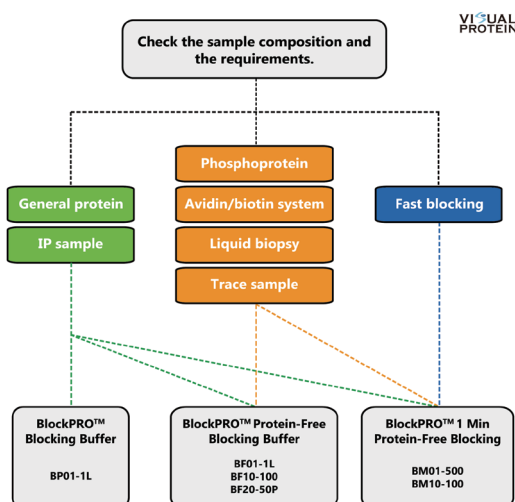 VISUAL
PROTEIN
Check the sample composition and
the requirements.
Phosphoprotein
General protein
Avidin/biotin system
Fast blocking
IP sample
Liquid biopsy
Trace sample
BlockPRO™
Blocking Buffer
BP01-1L
BlockPRO™ Protein-Free
Blocking Buffer
BF01-1L
BF10-100
BF20-50P
BlockPRO™ 1 Min
Protein-Free Blocking
BM01-500
BM10-100